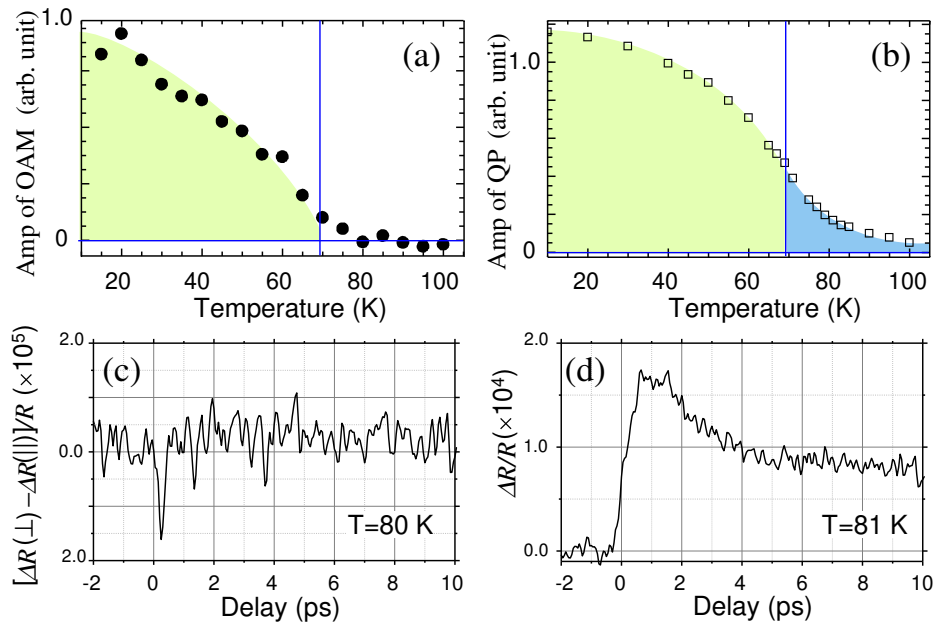 1.0
0
Amp of OAM (arb. unit)
(a)
20 40 60 80 100
Temperature (K)
1.0
0
Amp of QP (arb. unit)
(b)
20 40 60 80 100
Temperature (K)
2.0
0.0
2.0
[ΔR(⊥)−ΔR(||)]/R (×10⁵)
(c)
T=80 K
-2 0 2 4 6 8 10
Delay (ps)
2.0
1.0
0.0
ΔR/R(×10⁴)
(d)
T=81 K
-2 0 2 4 6 8 10
Delay (ps)